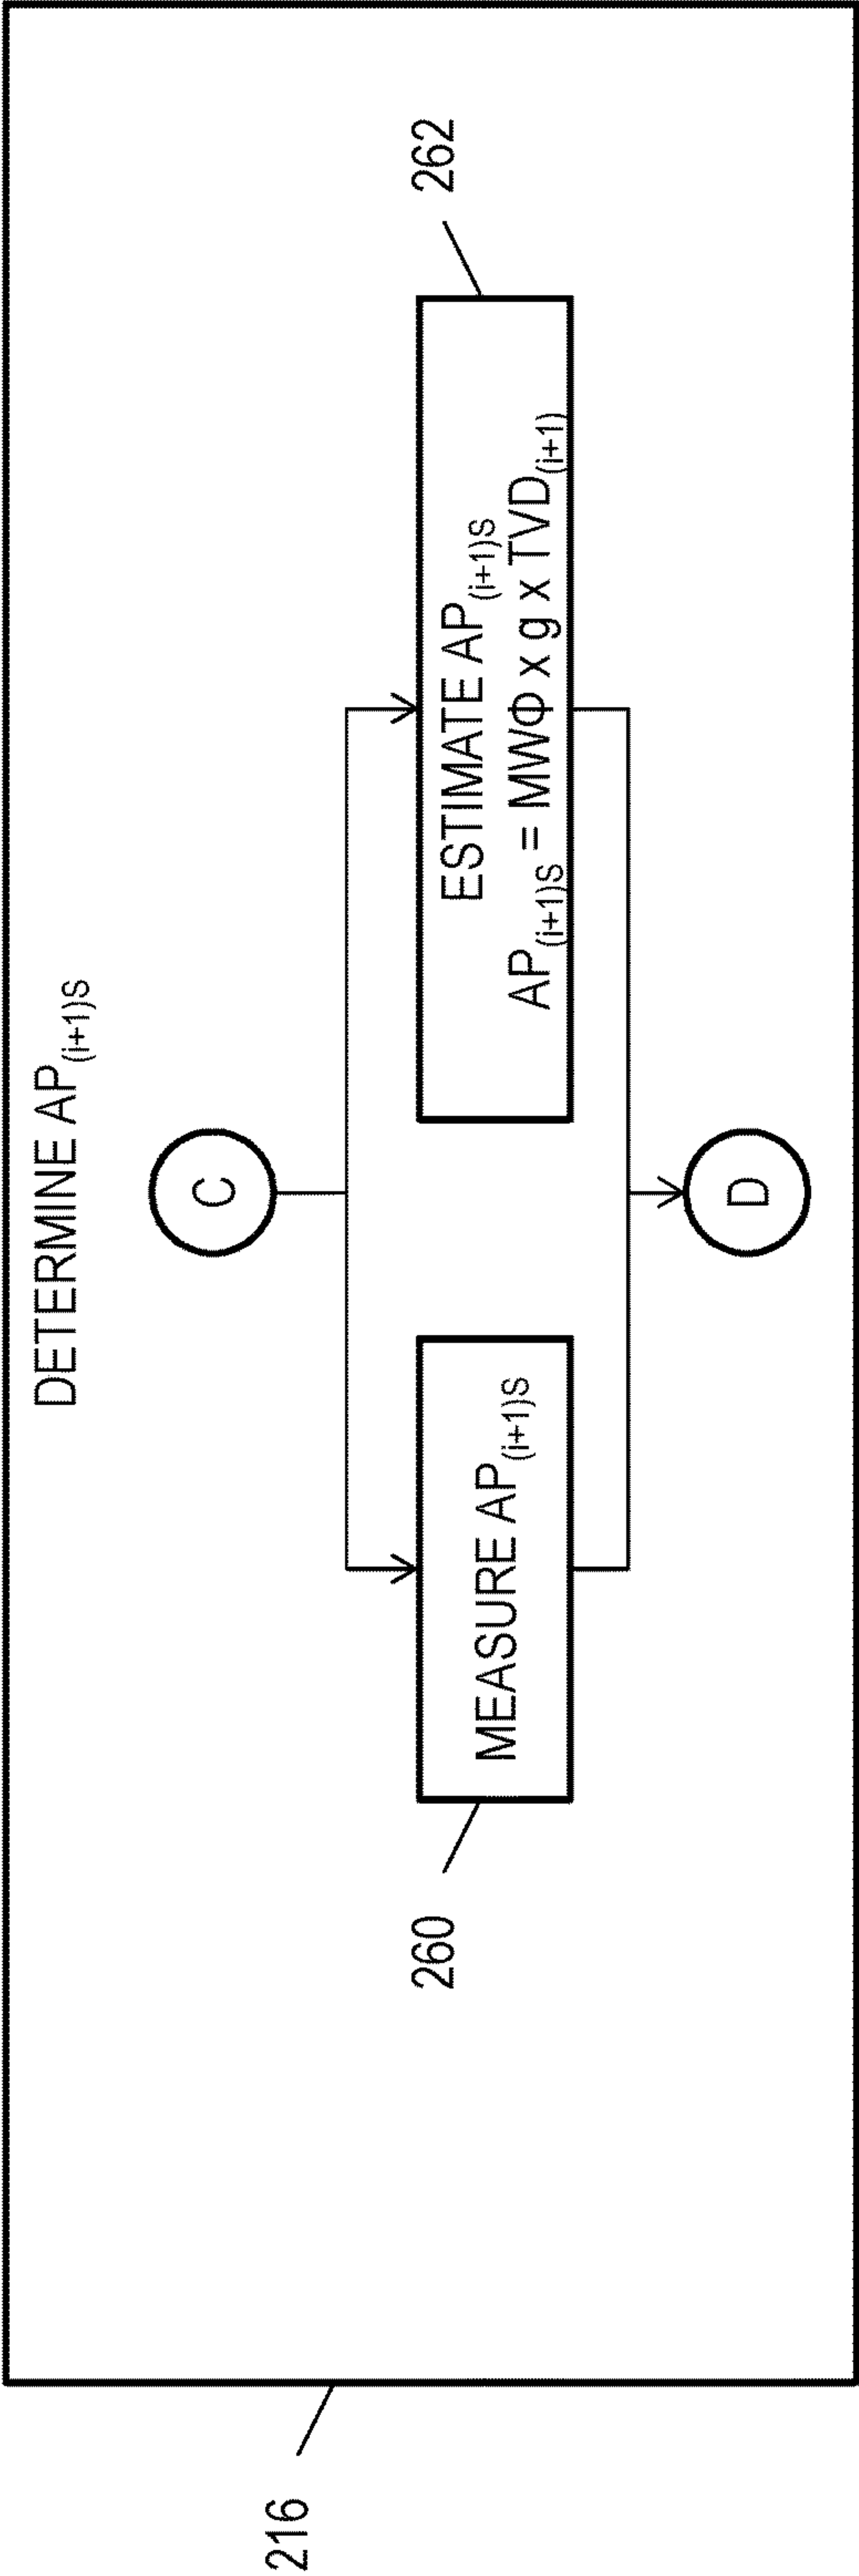 DETERMINE AP(i+1)S
C
MEASURE AP(i+1)S
260
ESTIMATE AP(i+1)S
AP(i+1)S = MWΦ x g x TVD(i+1)
262
D
216